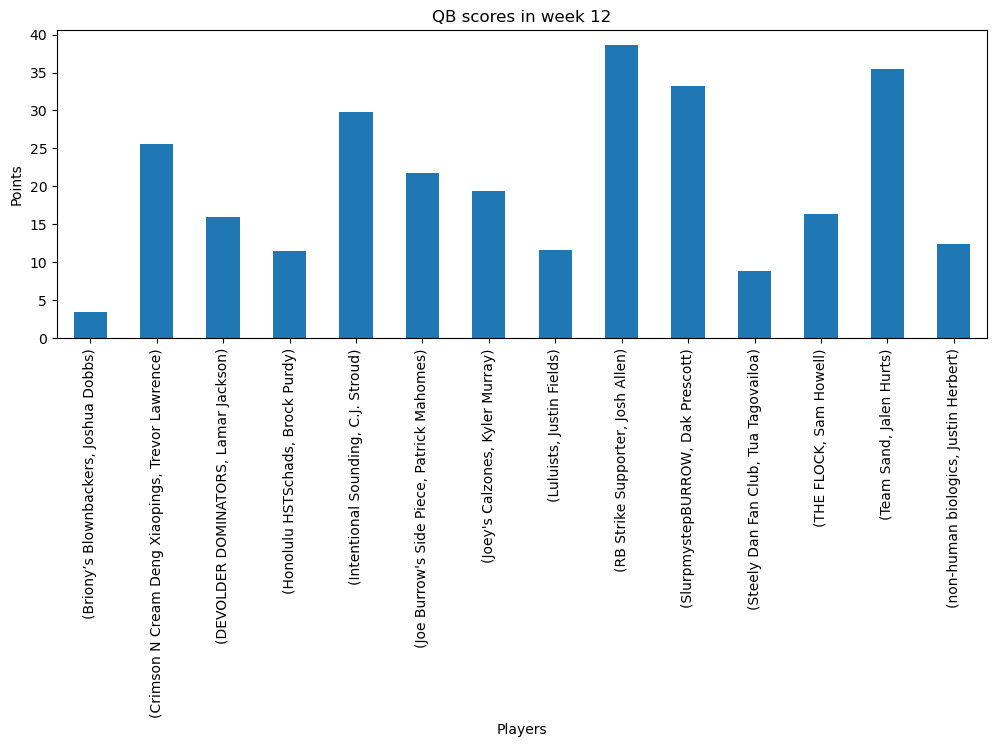 QB scores in week 12
Points
40
35
30
25
20
15
10
5
0
(Briony’s Blownbackers, Joshua Dobbs)
(Crimson N Cream Deng Xiaopings, Trevor Lawrence)
(DEVOLDER DOMINATORS, Lamar Jackson)
(Honolulu HSTSchads, Brock Purdy)
(Intentional Sounding, C.J. Stroud)
(Joe Burrow's Side Piece, Patrick Mahomes)
(Joey's Calzones, Kyler Murray)
(Luluists, Justin Fields)
(RB Strike Supporter, Josh Allen)
(SlurpmystepBURROW, Dak Prescott)
(Steely Dan Fan Club, Tua Tagovailoa)
(THE FLOCK, Sam Howell)
(Team Sand, Jalen Hurts)
(non-human biologics, Justin Herbert)
Players